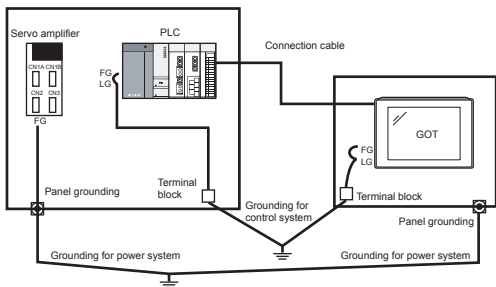 Servo amplifier
PLC
Connection cable
CN1A CN1B
CN2 CN3
FG
FG
LG
GOT
FG
LG
Panel grounding
Terminal
block
Grounding for
control system
Terminal block
Panel grounding
Grounding for power system
Grounding for power system